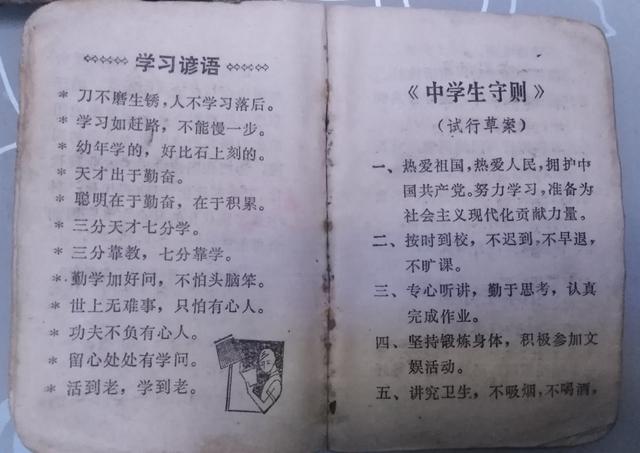 学习谚语
* 刀不磨生锈，人不学习落后。
* 学习如赶路，不能慢一步。
* 幼年学的，好比石上刻的。
* 天才出于勤奋。
* 聪明在于勤奋，在于积累。
* 三分天才七分学。
* 三分靠教，七分靠学。
* 勤学加好问，不怕头脑笨。
* 世上无难事，只怕有心人。
* 功夫不负有心人。
* 留心处处有学问。
* 活到老，学到老。
《中学生守则》
（试行草案）
一、热爱祖国，热爱人民，拥护中
国共产党。努力学习，准备为
社会主义现代化贡献力量。
二、按时到校，不迟到，不早退，
不旷课。
三、专心听讲，勤于思考，认真
完成作业。
四、坚持锻炼身体，积极参加文
娱活动。
五、讲究卫生，不吸烟，不喝酒，